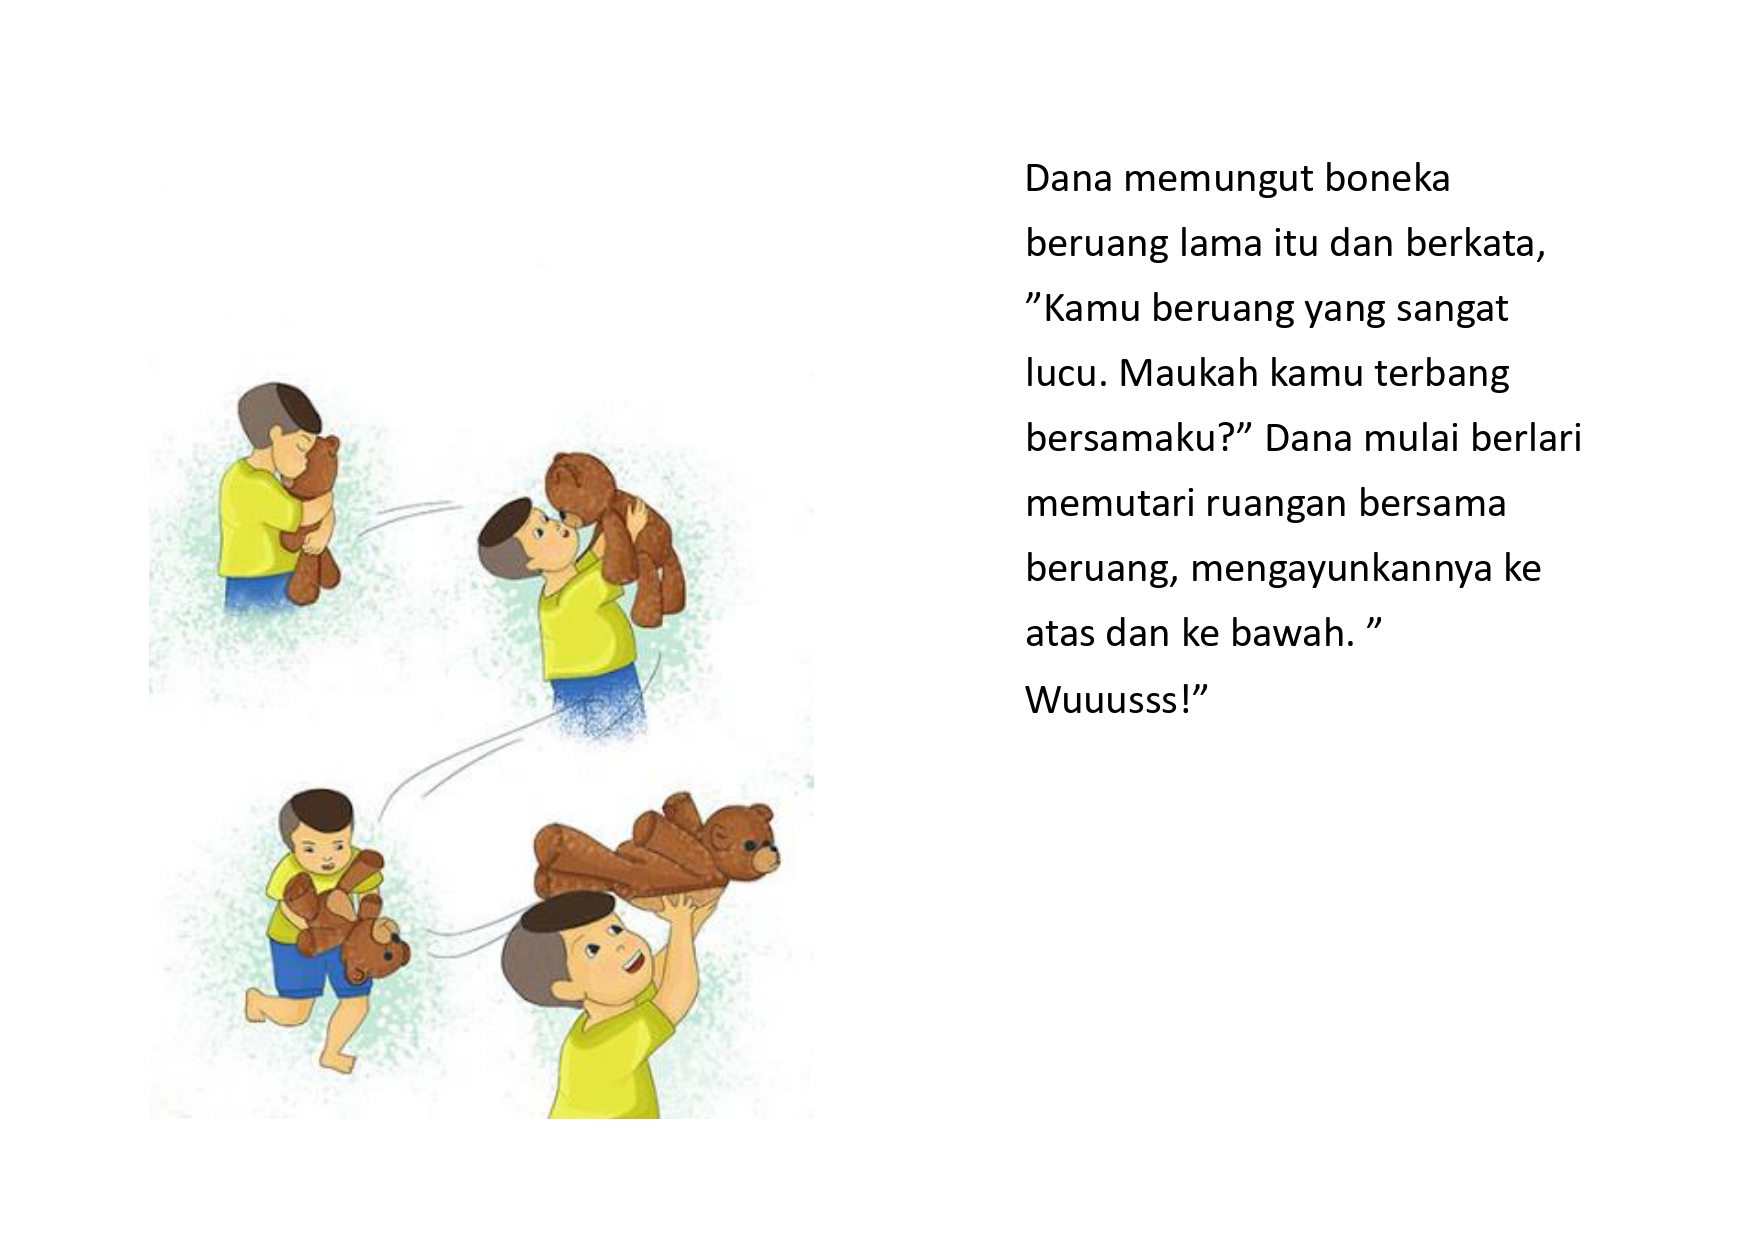 Dana memungut boneka
beruang lama itu dan berkata,
”Kamu beruang yang sangat
lucu. Maukah kamu terbang
bersamaku?” Dana mulai berlari
memutari ruangan bersama
beruang, mengayunkannya ke
atas dan ke bawah. ”
Wuuusss!”